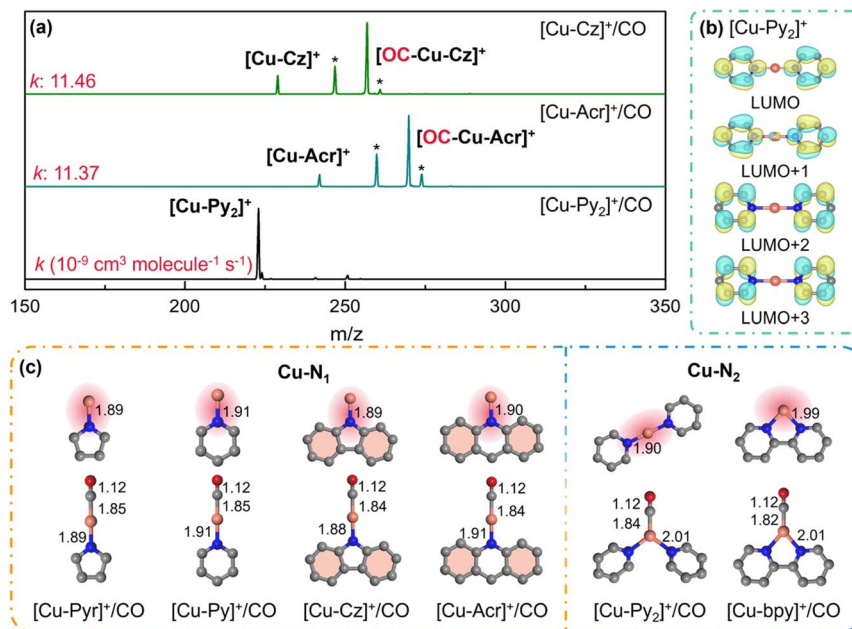 (a)
[Cu-Cz]⁺/CO
[Cu-Cz]⁺
*
[OC-Cu-Cz]⁺
*
k: 11.46
[Cu-Acr]⁺/CO
[Cu-Acr]⁺
*
[OC-Cu-Acr]⁺
*
k: 11.37
[Cu-Py₂]⁺
[Cu-Py₂]⁺/CO
k (10⁻⁹ cm³ molecule⁻¹ s⁻¹)
150 200 250 300 350
m/z
(b) [Cu-Py₂]⁺
LUMO
LUMO+1
LUMO+2
LUMO+3
(c)
Cu-N₁
Cu-N₂
1.89 1.91 1.89 1.90 1.90 1.99
1.12 1.12 1.12 1.12 1.12 1.12
1.85 1.85 1.84 1.84 1.84 1.82
1.89 1.91 1.88 1.91 2.01 2.01
[Cu-Pyr]⁺/CO [Cu-Py]⁺/CO [Cu-Cz]⁺/CO [Cu-Acr]⁺/CO [Cu-Py₂]⁺/CO [Cu-bpy]⁺/CO